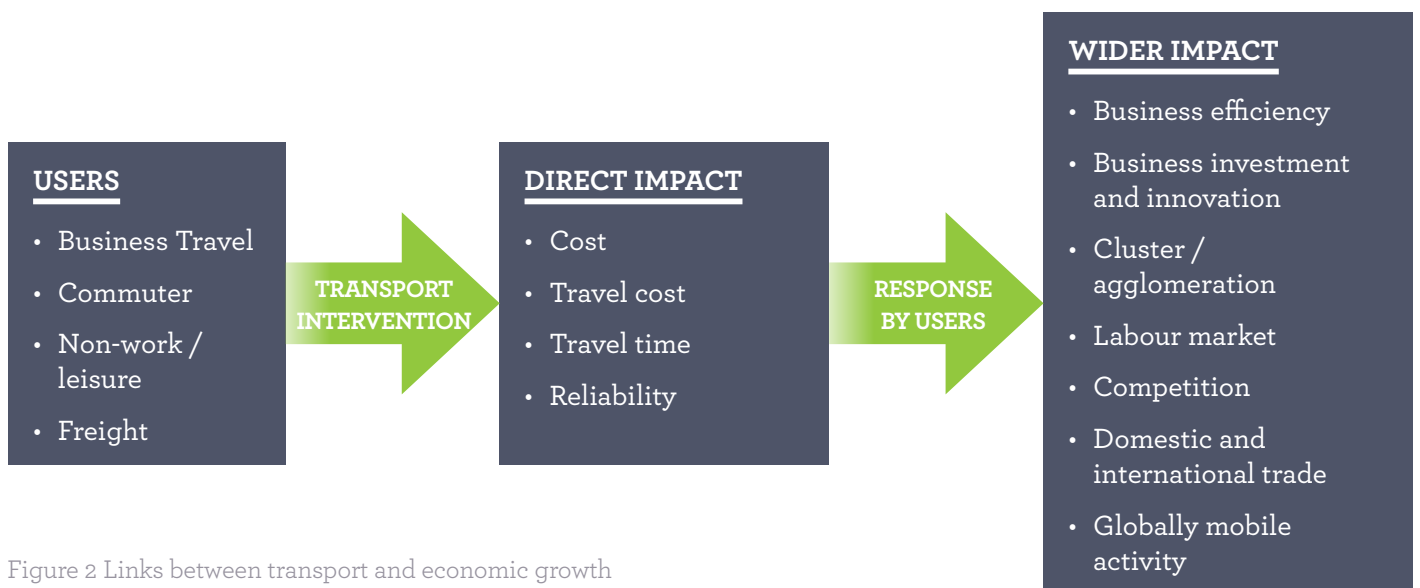 USERS
• Business Travel
• Commuter
• Non-work /
leisure
• Freight
TRANSPORT
INTERVENTION
DIRECT IMPACT
• Cost
• Travel cost
• Travel time
• Reliability
RESPONSE
BY USERS
WIDER IMPACT
• Business efficiency
• Business investment
and innovation
• Cluster /
agglomeration
• Labour market
• Competition
• Domestic and
international trade
• Globally mobile
activity
Figure 2 Links between transport and economic growth